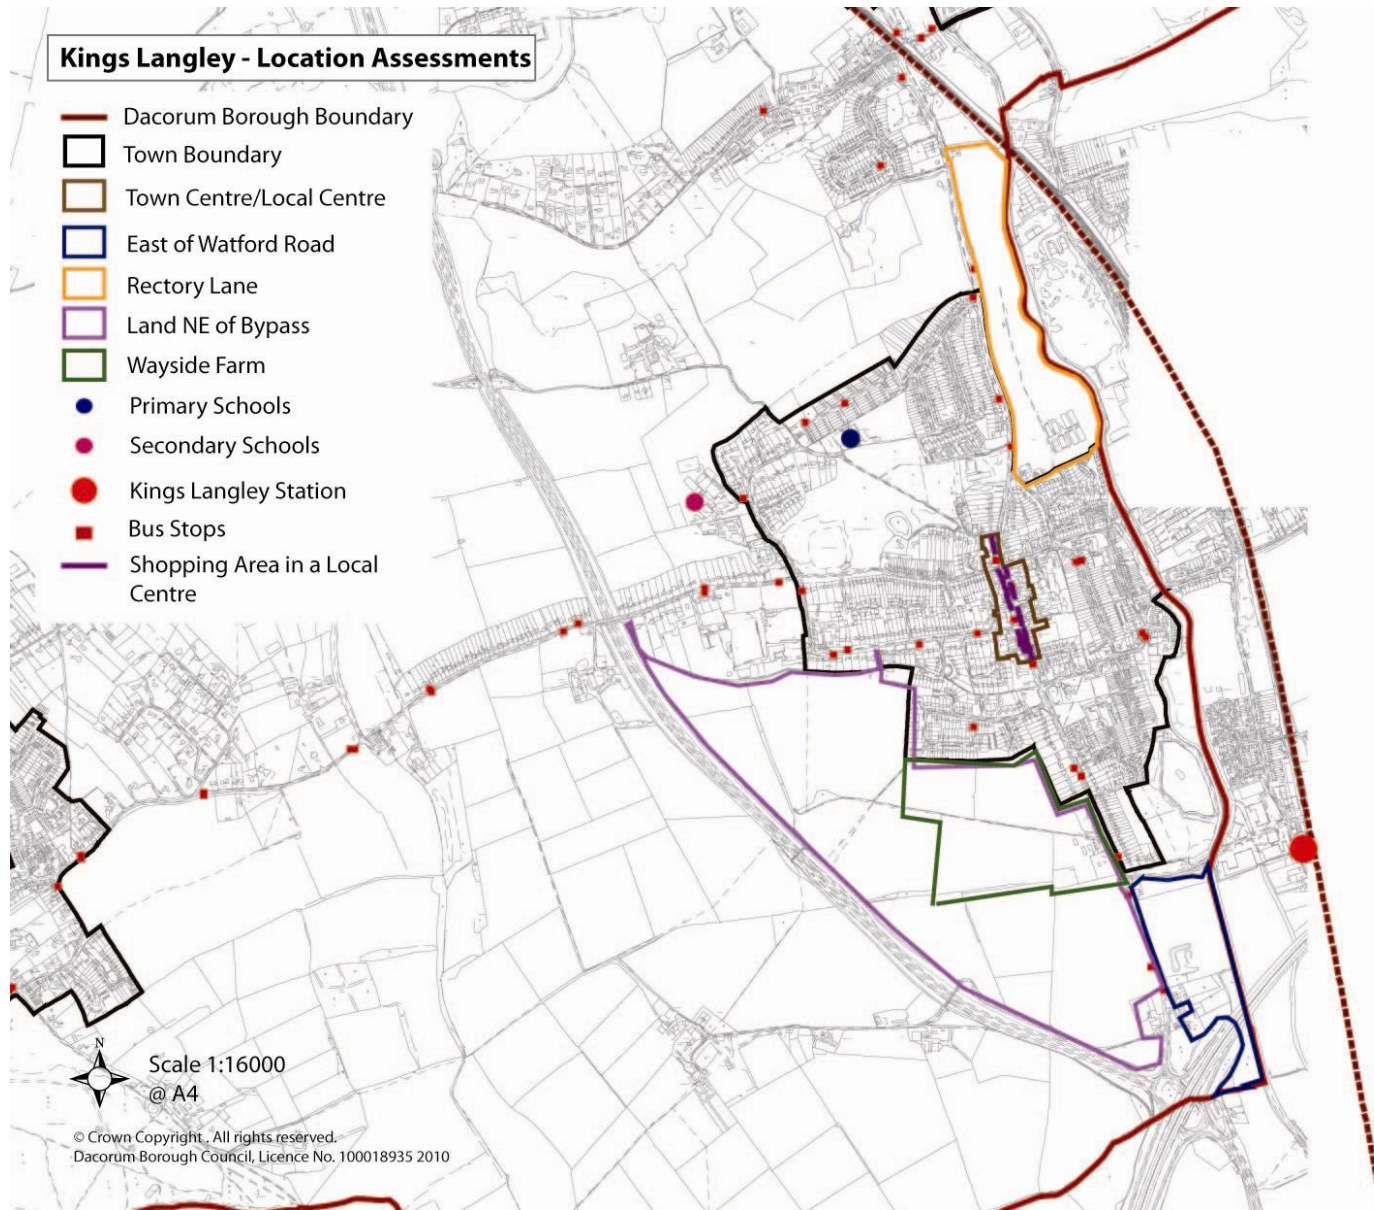 Kings Langley - Location Assessments
Dacorum Borough Boundary
Town Boundary
Town Centre/Local Centre
East of Watford Road
Rectory Lane
Land NE of Bypass
Wayside Farm
Primary Schools
Secondary Schools
Kings Langley Station
Bus Stops
Shopping Area in a Local
Centre
N
Scale 1:16000
@ A4
© Crown Copyright . All rights reserved.
Dacorum Borough Council, Licence No. 100018935 2010